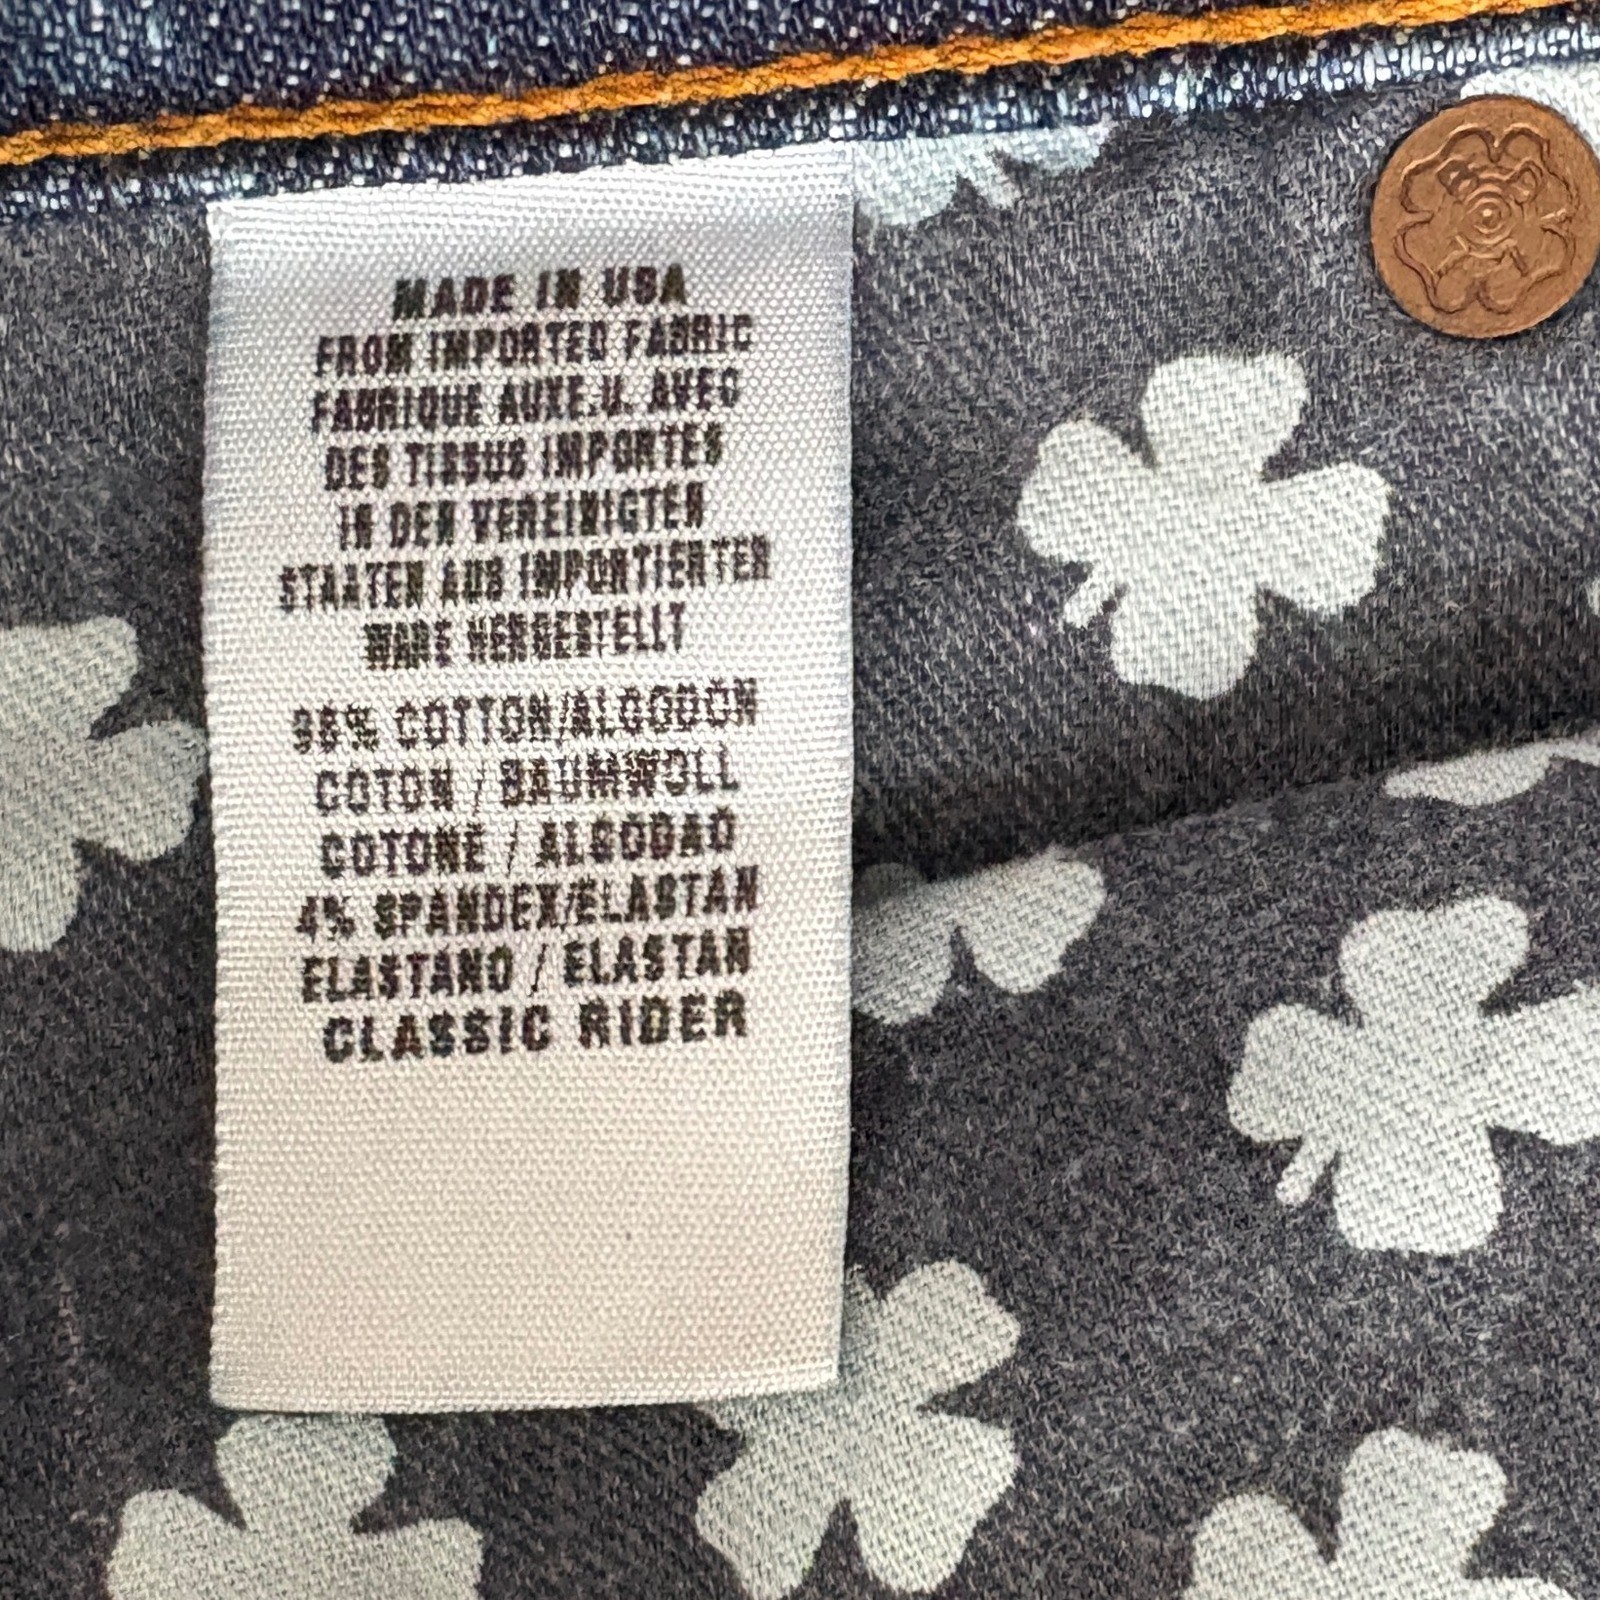 MADE IN USA
FROM IMPORTED FABRIC
FABRIQUE AUXE.U. AVEC
DES TISSUS IMPORTES
IN DEN VEREINIGTEN
STAATEN AUS IMPORTIERTER
WARE HERGESTELLT
96% COTTON/ALGODON
COTON / BAUMWOLL
COTONE / ALGODAO
4% SPANDEX/ELASTAN
ELASTANO / ELASTAN
CLASSIC RIDER